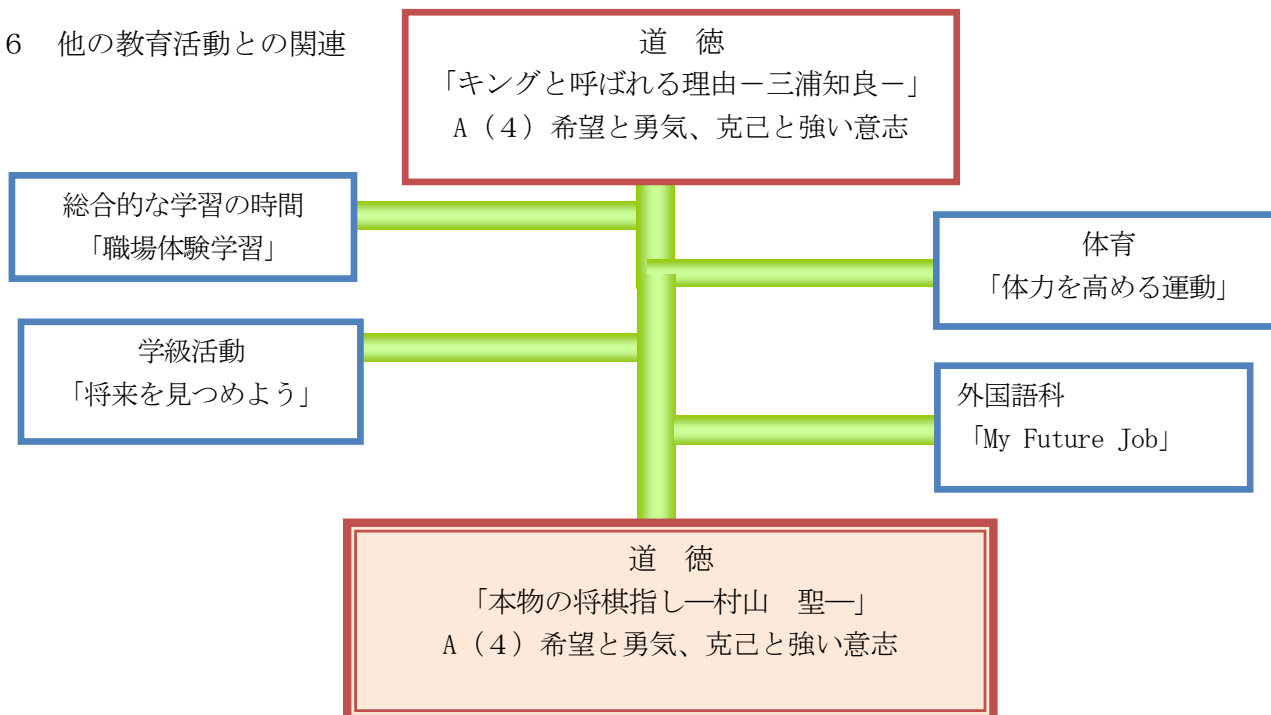 ６　他の教育活動との関連
道　徳
「キングと呼ばれる理由－三浦知良－」
A（４）希望と勇気、克己と強い意志
総合的な学習の時間
「職場体験学習」
体育
「体力を高める運動」
学級活動
「将来を見つめよう」
外国語科
「My Future Job」
道　徳
「本物の将棋指し―村山　聖―」
A（４）希望と勇気、克己と強い意志